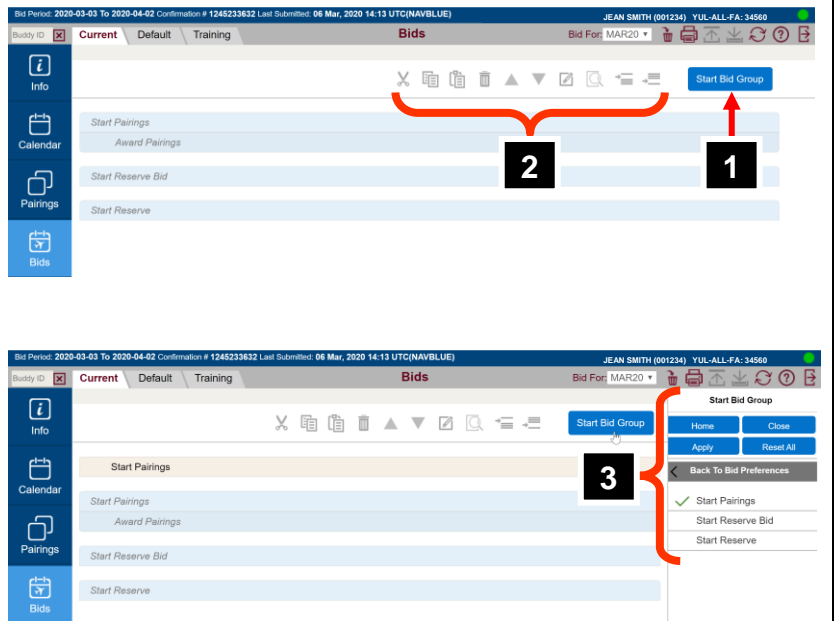 Bid Period: 2020-03-03 To 2020-04-02 Confirmation # 1245233632 Last Submitted: 06 Mar, 2020 14:13 UTC(NAVBLUE) JEAN SMITH (001234) YUL-ALL-FA: 34560
Buddy ID Current Default Training Bids Bid For: MAR20
Info
Start Bid Group
Calendar
Start Pairings
Award Pairings
2 1
Start Reserve Bid
Pairings
Start Reserve
Bids
Bid Period: 2020-03-03 To 2020-04-02 Confirmation # 1245233632 Last Submitted: 06 Mar, 2020 14:13 UTC(NAVBLUE) JEAN SMITH (001234) YUL-ALL-FA: 34560
Buddy ID Current Default Training Bids Bid For: MAR20
Start Bid Group
Info
Start Bid Group
Home Close
Apply Reset All
Start Pairings
Back To Bid Preferences
3
Calendar
Start Pairings
Start Pairings
Award Pairings
Start Reserve Bid
Start Reserve
Pairings
Start Reserve Bid
Start Reserve
Bids